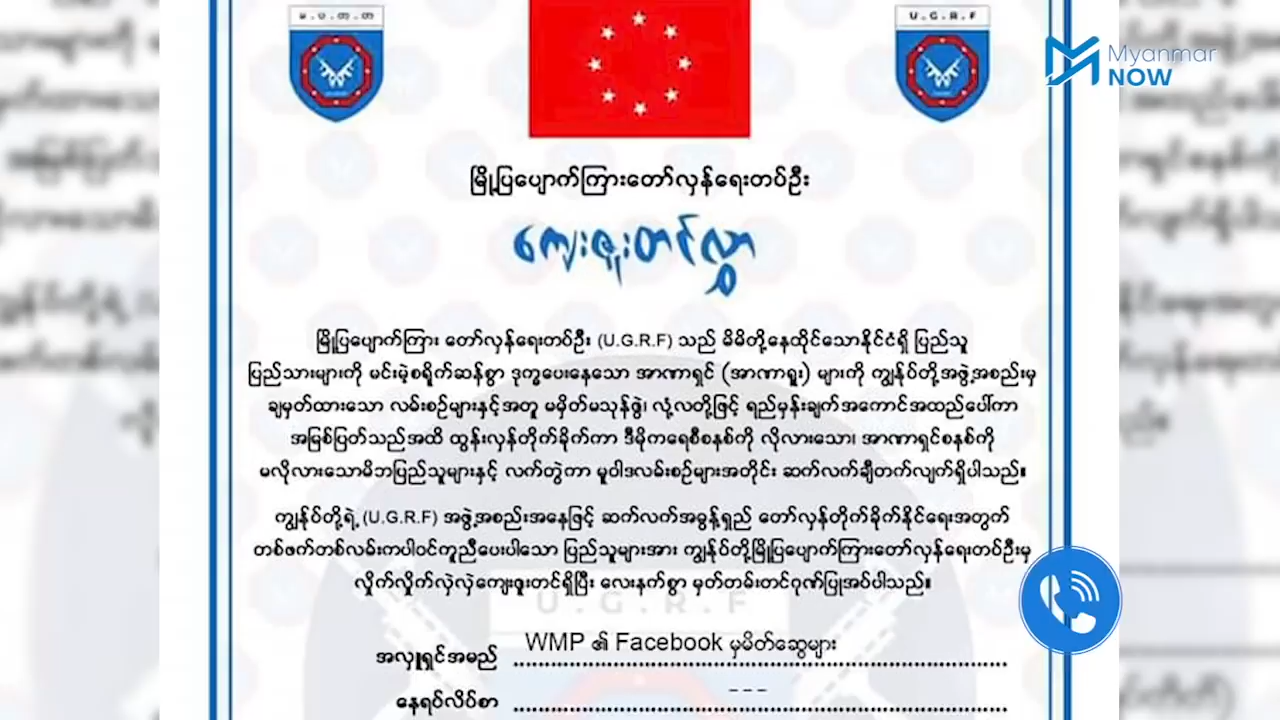 မ.ပ.တ.တ
U.G.R.F
Myanmar
NOW
မြို့ပြပျောက်ကြားတော်လှန်ရေးတပ်ဦး
ကျေးဇူးတင်လွှာ
မြို့ပြပျောက်ကြား တော်လှန်ရေးတပ်ဦး (U.G.R.F) သည် မိမိတို့နေထိုင်သောနိုင်ငံရှိ ပြည်သူ
ပြည်သားများကို မင်းမဲ့စရိုက်ဆန်စွာ ဒုက္ခပေးနေသော အာဏာရှင် (အာဏာရူး) များကို ကျွန်ုပ်တို့အဖွဲ့အစည်းမှ
ချမှတ်ထားသော လမ်းစဉ်များနှင့်အတူ မမှိတ်မသုန်ဇွဲ၊ လုံ့လတို့ဖြင့် ရည်မှန်းချက်အကောင်အထည်ပေါ်ကာ
အမြစ်ပြတ်သည်အထိ ထွန်းလှန်တိုက်ခိုက်ကာ ဒီမိုကရေစီစနစ်ကို လိုလားသော၊ အာဏာရှင်စနစ်ကို
မလိုလားသောမိဘပြည်သူများနှင့် လက်တွဲကာ မူဝါဒလမ်းစဉ်များအတိုင်း ဆက်လက်ချီတက်လျက်ရှိပါသည်။
ကျွန်ုပ်တို့ရဲ့ (U.G.R.F) အဖွဲ့အစည်းအနေဖြင့် ဆက်လက်အခွန့်ရှည် တော်လှန်တိုက်ခိုက်နိုင်ရေးအတွက်
တစ်ဖက်တစ်လမ်းကပါဝင်ကူညီပေးပါသော ပြည်သူများအား ကျွန်ုပ်တို့မြို့ပြပျောက်ကြားတော်လှန်ရေးတပ်ဦးမှ
လှိုက်လှိုက်လှဲလှဲကျေးဇူးတင်ရှိပြီး လေးနက်စွာ မှတ်တမ်းတင်ဂုဏ်ပြုအပ်ပါသည်။
U.G.R.F
အလှူရှင်အမည် WMP ၏ Facebook မှမိတ်ဆွေများ
နေရပ်လိပ်စာ ---